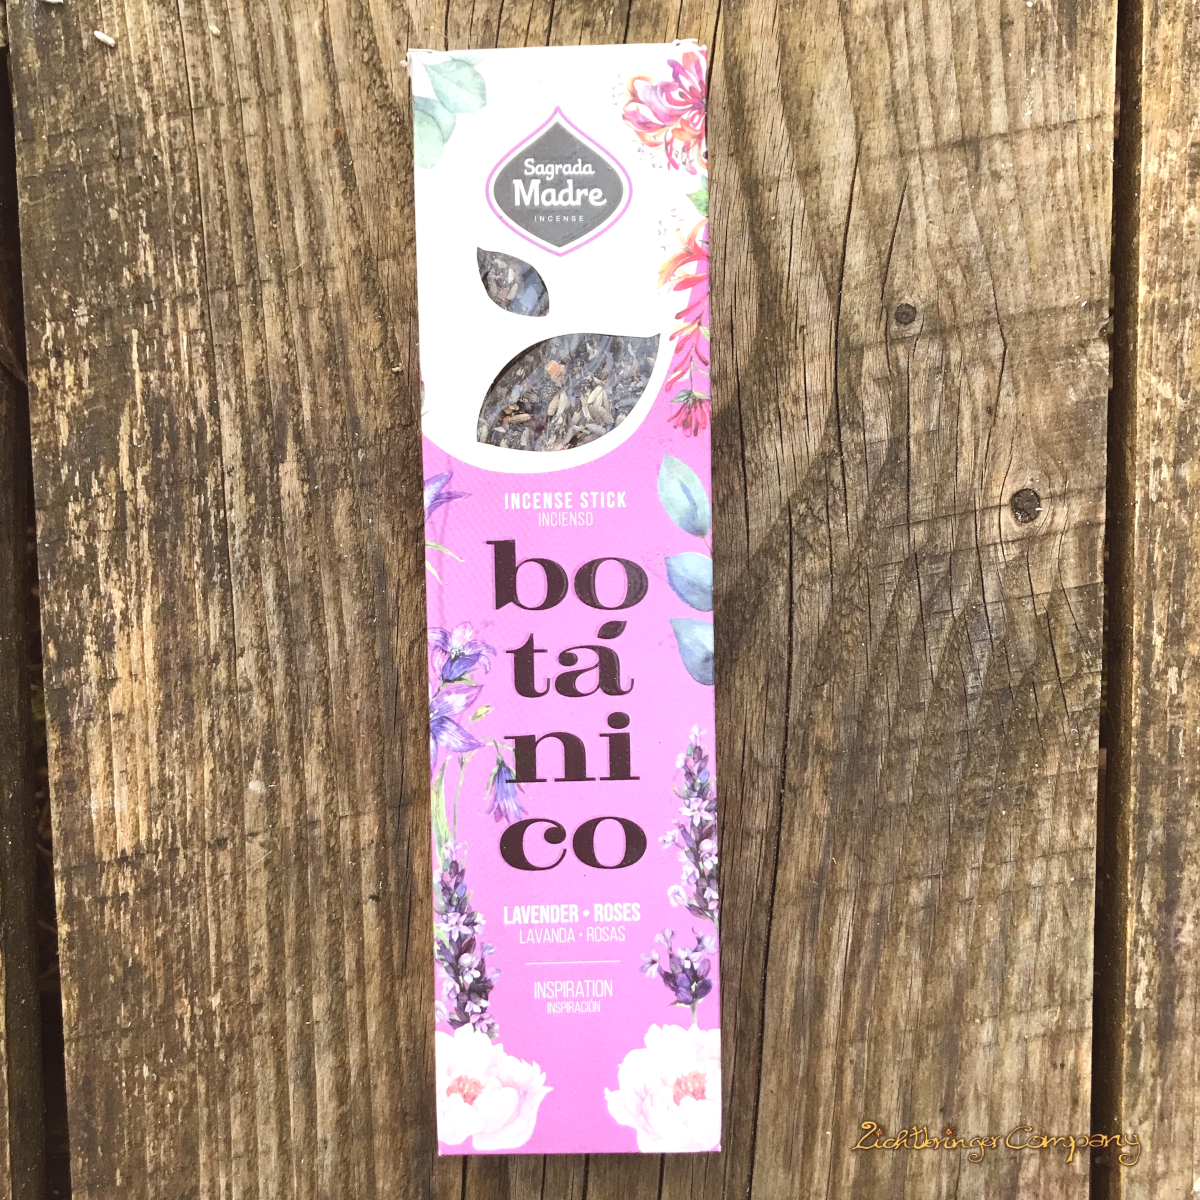 Sagrada
Madre
INCENSE
INCENSE STICK
INCIENSO
bo
tá
ni
co
LAVENDER • ROSES
LAVANDA • ROSAS
INSPIRATION
INSPIRACIÓN
Lichtbringer Company